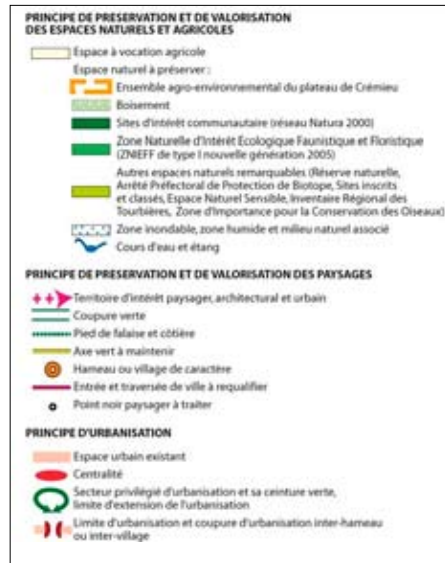 PRINCIPE DE PRESERVATION ET DE VALORISATION
DES ESPACES NATURELS ET AGRICOLES
Espace à vocation agricole
Espace naturel à préserver :
Ensemble agro-environnemental du plateau de Crémieu
Boisement
Sites d'intérêt communautaire (réseau Natura 2000)
Zone Naturelle d'Intérêt Ecologique Faunistique et Floristique
(ZNIEFF de type I nouvelle génération 2005)
Autres espaces naturels remarquables (Réserve naturelle,
Arrêté Préfectoral de Protection de Biotope, Sites inscrits
et classés, Espace Naturel Sensible, Inventaire Régional des
Tourbières, Zone d'Importance pour la Conservation des Oiseaux)
Zone inondable, zone humide et milieu naturel associé
Cours d'eau et étang
PRINCIPE DE PRESERVATION ET DE VALORISATION DES PAYSAGES
Territoire d'intérêt paysager, architectural et urbain
Coupure verte
Pied de falaise et côtière
Axe vert à maintenir
Hameau ou village de caractère
Entrée et traversée de ville à requalifier
Point noir paysager à traiter
PRINCIPE D'URBANISATION
Espace urbain existant
Centralité
Secteur privilégié d'urbanisation et sa ceinture verte,
limite d'extension de l'urbanisation
Limite d'urbanisation et coupure d'urbanisation inter-hameau
ou inter-village